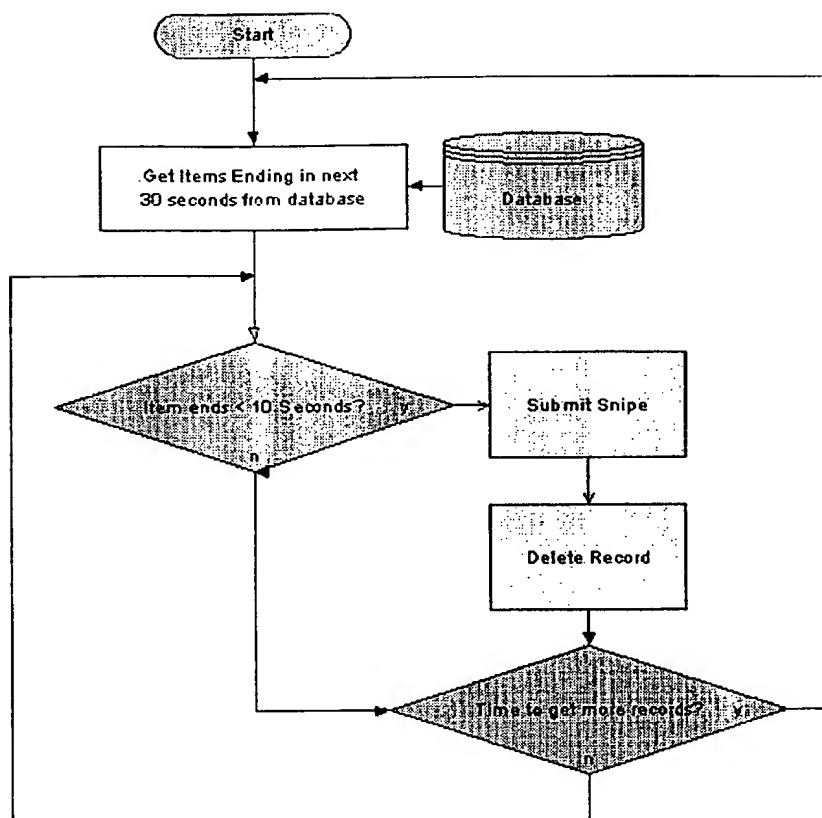 Start
.Get Items Ending in next
30 seconds from database
Database
Item ends < 10 Seconds? y
n
Submit Snipe
Delete Record
Time to get more records? y
n